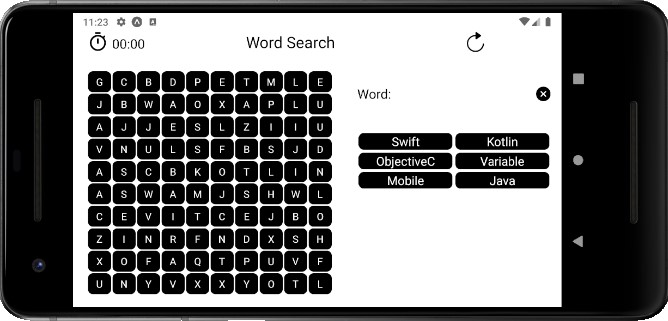 11:23
00:00
Word Search
G C B D P E T M L E
J B W A O X A P L U
A J J E S L Z I I U
V N U L S F B S J D
A S C B K O T L I N
A S W A M J S H W L
C E V I T C E J B O
Z I N R F N D X S H
X O F A Q T P U V F
U N Y V X X Y O T L
Word:
Swift Kotlin
ObjectiveC Variable
Mobile Java